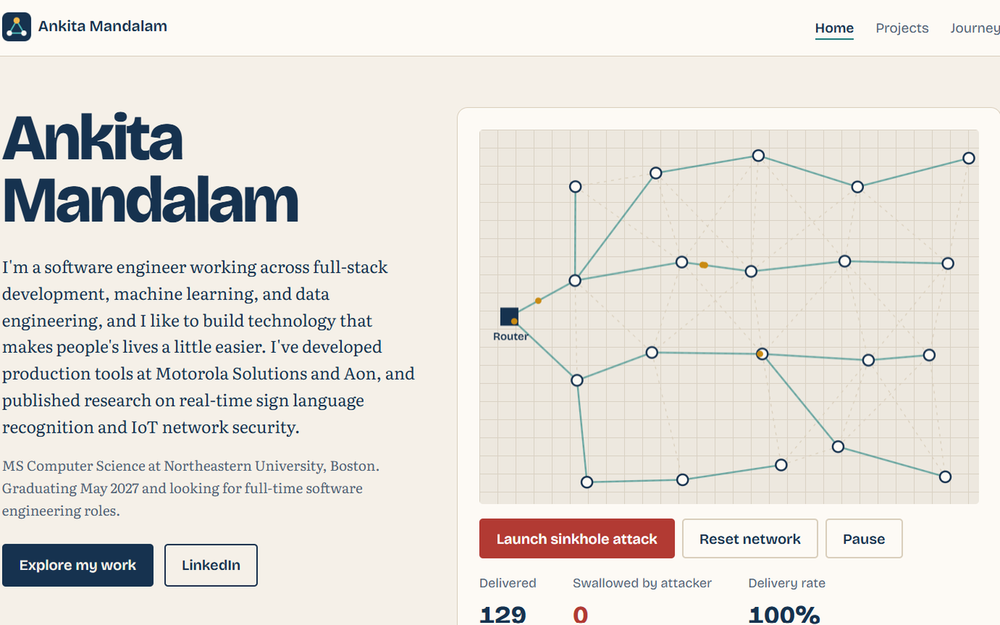 Ankita Mandalam
Home Projects Journey
Ankita
Mandalam
I'm a software engineer working across full-stack
development, machine learning, and data
engineering, and I like to build technology that
makes people's lives a little easier. I've developed
production tools at Motorola Solutions and Aon, and
published research on real-time sign language
recognition and IoT network security.
MS Computer Science at Northeastern University, Boston.
Graduating May 2027 and looking for full-time software
engineering roles.
Explore my work LinkedIn
Router
Launch sinkhole attack Reset network Pause
Delivered Swallowed by attacker Delivery rate
129 0 100%